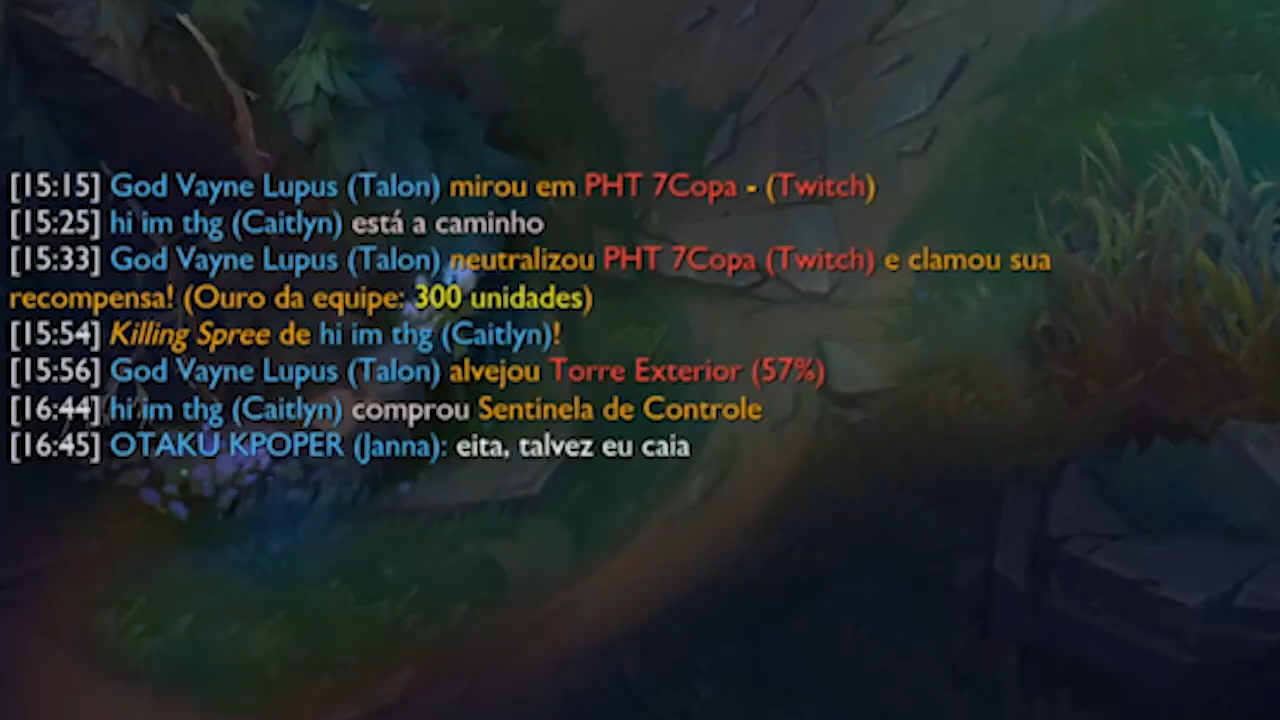 [15:15] God Vayne Lupus (Talon) mirou em PHT 7Copa - (Twitch)
[15:25] hi im thg (Caitlyn) está a caminho
[15:33] God Vayne Lupus (Talon) neutralizou PHT 7Copa (Twitch) e clamou sua
recompensa! (Ouro da equipe: 300 unidades)
[15:54] Killing Spree de hi im thg (Caitlyn)!
[15:56] God Vayne Lupus (Talon) alvejou Torre Exterior (57%)
[16:44] hi im thg (Caitlyn) comprou Sentinela de Controle
[16:45] OTAKU KPOPER (Janna): eita, talvez eu caia